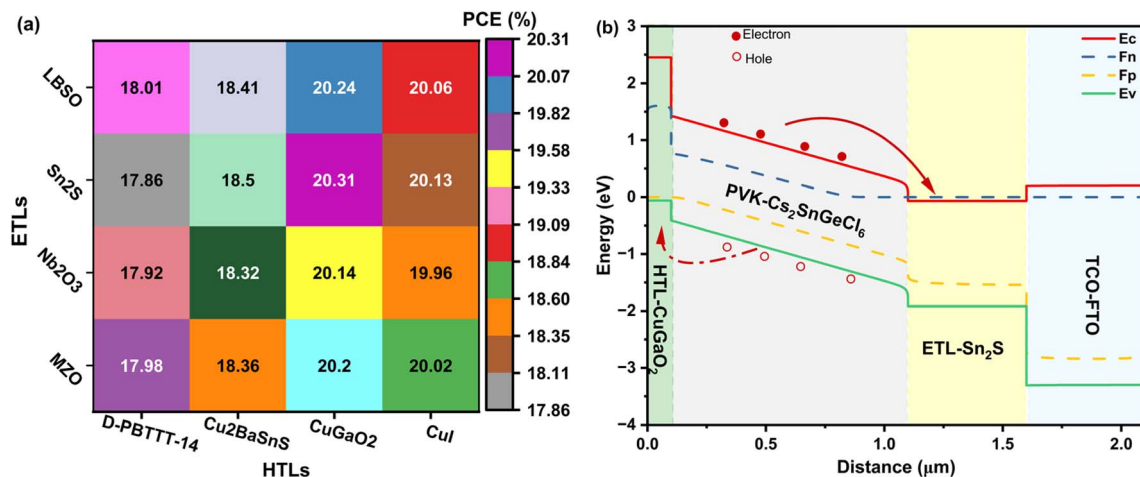 (a)
PCE (%)
LBSO
18.01 18.41 20.24 20.06
Sn2S
17.86 18.5 20.31 20.13
Nb2O3
17.92 18.32 20.14 19.96
MZO
17.98 18.36 20.2 20.02
ETLs
D-PBTTT-14 Cu2BaSnS CuGaO2 CuI
HTLs
20.31
20.07
19.82
19.58
19.33
19.09
18.84
18.60
18.35
18.11
17.86
(b)
Electron
Hole
Ec
Fn
Fp
Ev
PVK-Cs₂SnGeCl₆
HTL-CuGaO₂
ETL-Sn₂S
TCO-FTO
Energy (eV)
3
2
1
0
−1
−2
−3
−4
0.0 0.5 1.0 1.5 2.0
Distance (μm)